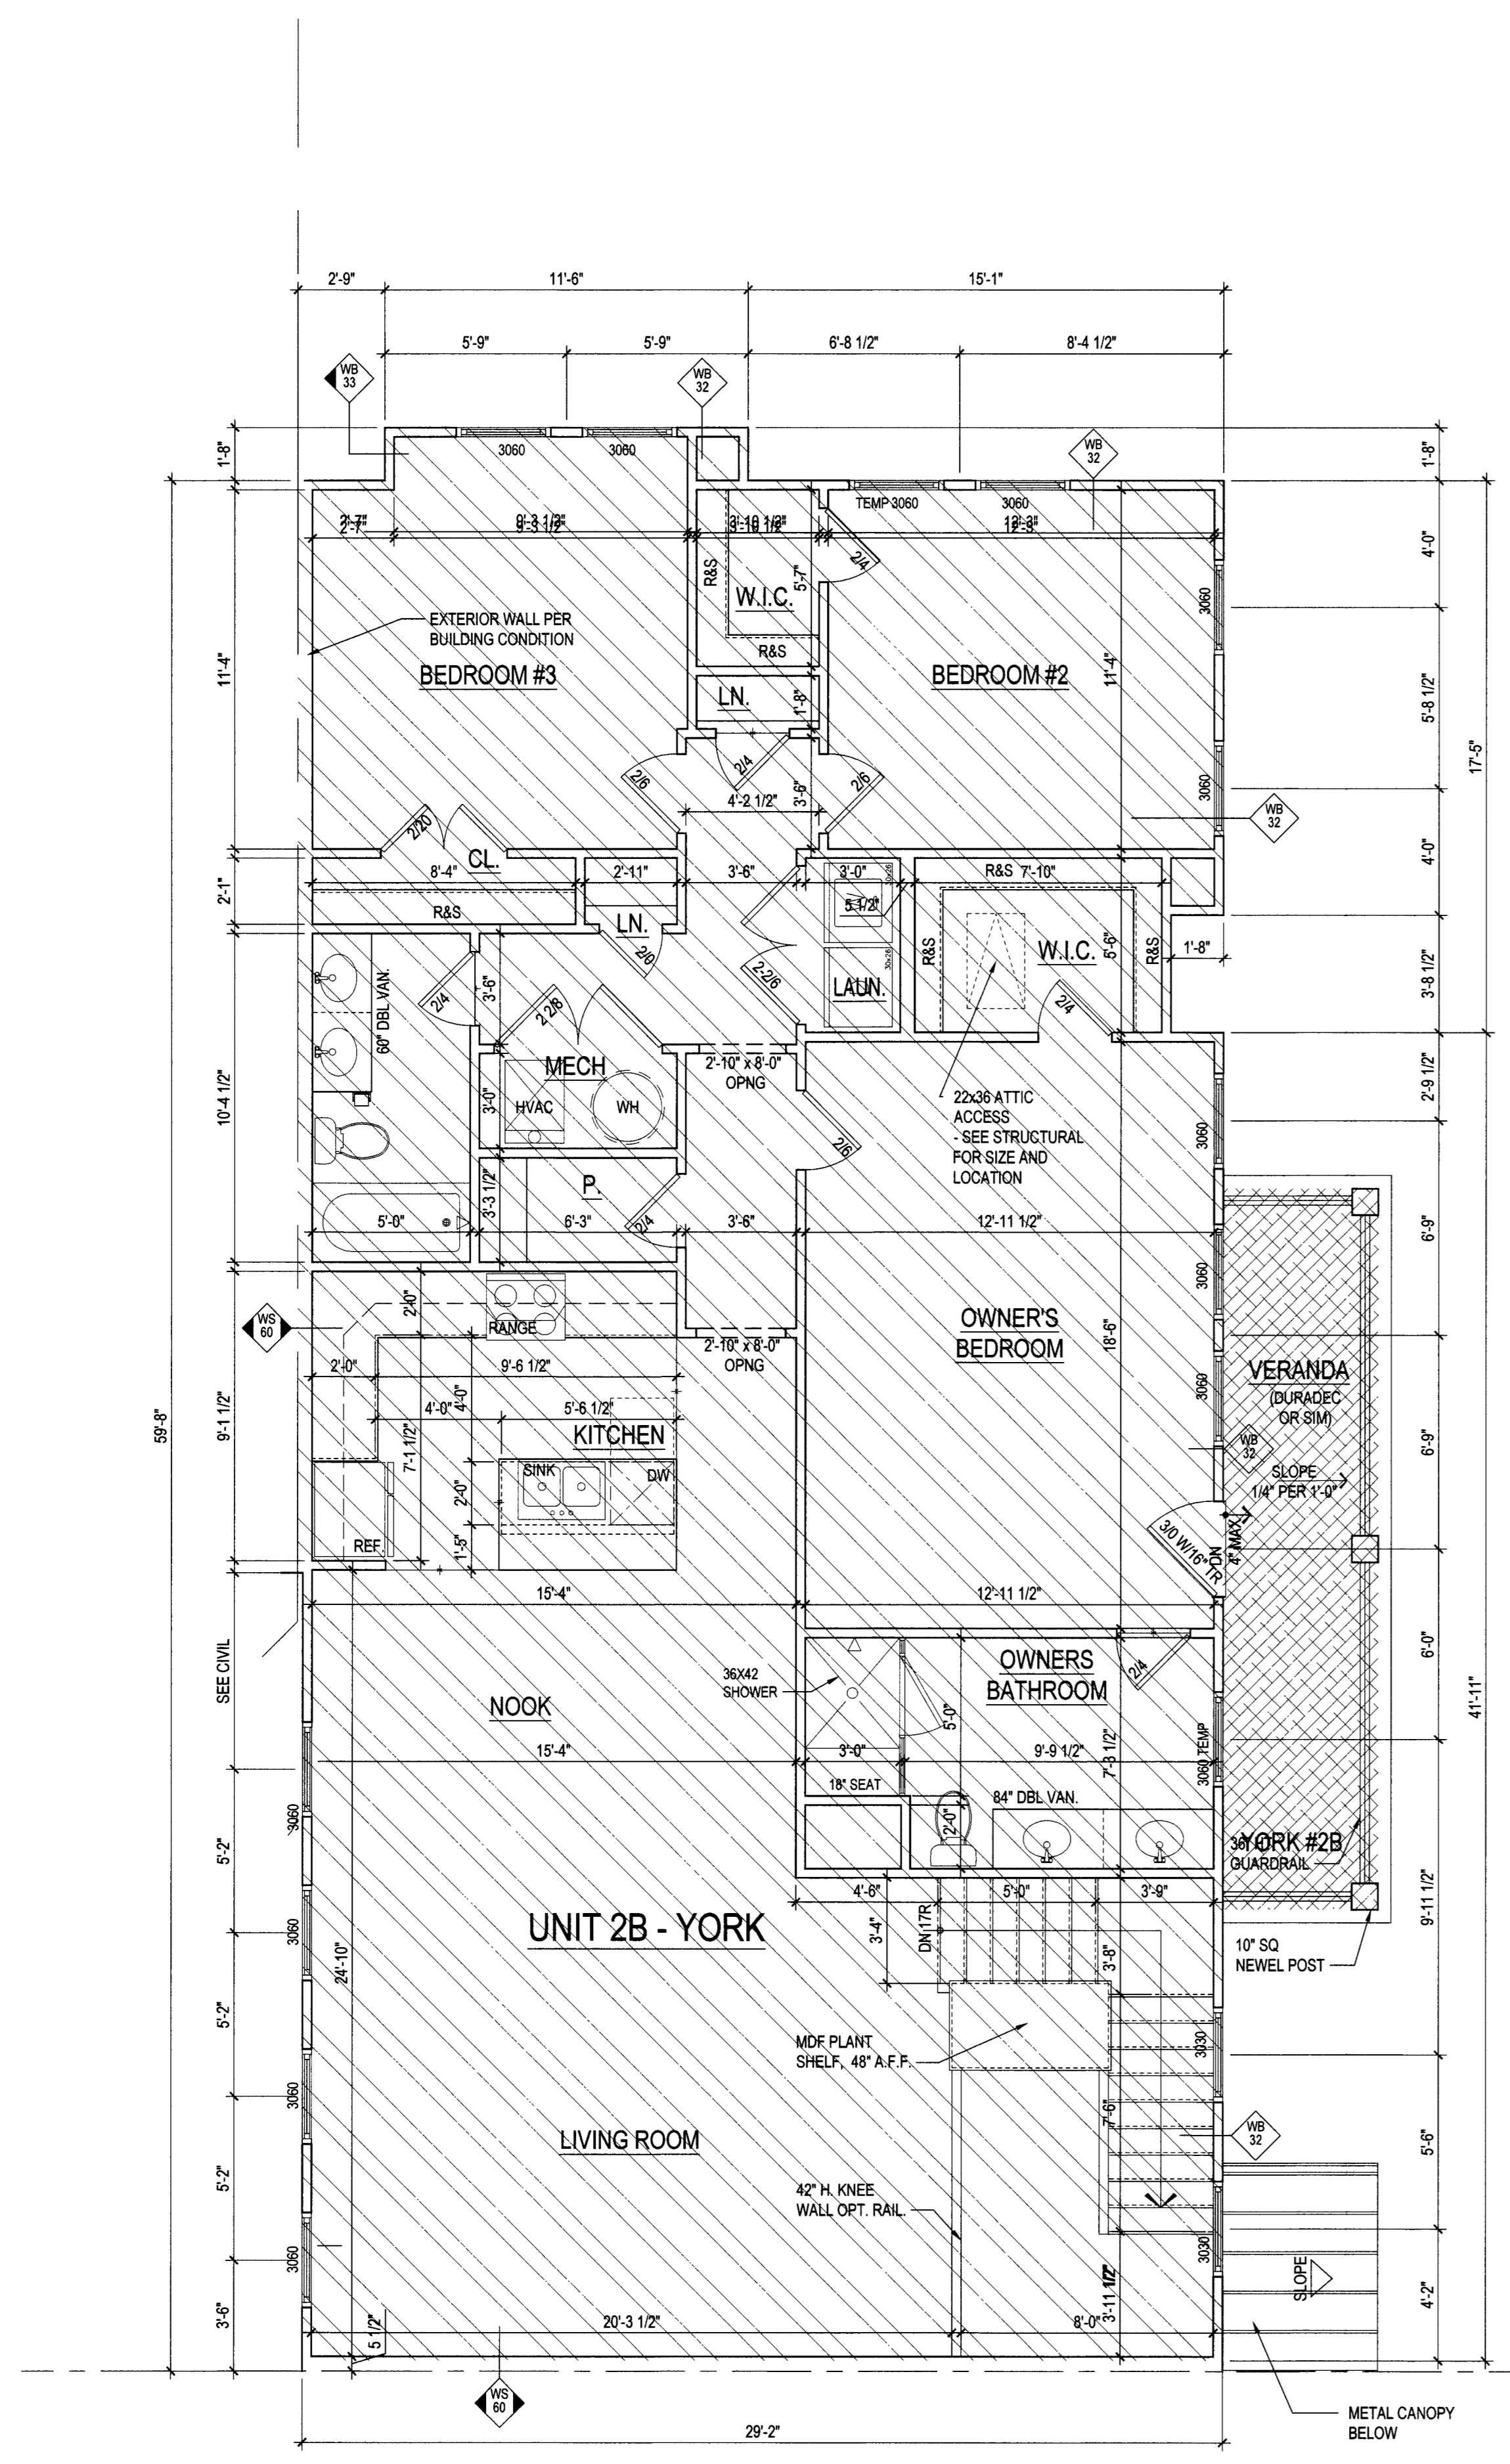 2'-9"
11'-6"
15'-1"
5'-9"
5'-9"
6'-8 1/2"
8'-4 1/2"
WB
33
WB
32
WB
32
1'-8"
1'-8"
3060
3060
TEMP 3060
3060
2'-7"
9'-3 1/2"
3'-10 1/2"
12'-3"
4'-0"
2/4
R&S
5'-7"
W.I.C.
3060
EXTERIOR WALL PER
BUILDING CONDITION
R&S
11'-4"
BEDROOM #3
BEDROOM #2
11'-4"
5'-8 1/2"
LN.
1'-8"
17'-5"
2/4
2/6
2/6
3060
4'-2 1/2"
3'-6"
WB
32
2/20
CL.
4'-0"
8'-4"
2'-11"
3'-6"
3'-0"
30x26
R&S 7'-10"
2'-1"
R&S
5 1/2"
LN.
2/0
R&S
W.I.C.
5'-6"
R&S
1'-8"
30x26
2-2/6
LAUN.
2/4
3'-8 1/2"
60" DBL VAN.
2/4
3'-6"
2 2/8
MECH
2'-10" x 8'-0"
OPNG
HVAC
WH
3'-0"
10'-4 1/2"
22x36 ATTIC
ACCESS
- SEE STRUCTURAL
FOR SIZE AND
LOCATION
2'-9 1/2"
3060
2/6
P.
3'-3 1/2"
2/4
5'-0"
6'-3"
3'-6"
12'-11 1/2"
6'-9"
3060
2'-0"
WS
60
RANGE
2'-10" x 8'-0"
OPNG
OWNER'S
BEDROOM
18'-6"
2'-0"
9'-6 1/2"
3060
VERANDA
(DURADEC
OR SIM)
59'-8"
9'-1 1/2"
4'-0"
4'-0"
5'-6 1/2"
KITCHEN
7'-1 1/2"
WB
32
6'-9"
SINK
DW
2'-0"
SLOPE
1/4" PER 1'-0"
REF.
1'-5"
3/0 W/16" TR
DN
4" MAX.
15'-4"
12'-11 1/2"
SEE CIVIL
6'-0"
OWNERS
BATHROOM
2/4
36X42
SHOWER
41'-11"
NOOK
5'-0"
15'-4"
3'-0"
9'-9 1/2"
7'-3 1/2"
3060 TEMP
18" SEAT
84" DBL VAN.
2'-0"
3060
5'-2"
YORK #2B
GUARDRAIL
4'-6"
5'-0"
3'-9"
9'-11 1/2"
UNIT 2B - YORK
3'-4"
DN 17R
3060
24'-10"
3'-8"
10" SQ
NEWEL POST
5'-2"
MDF PLANT
SHELF, 48" A.F.F.
3030
3060
7'-6"
WB
32
LIVING ROOM
5'-6"
5'-2"
42" H. KNEE
WALL OPT. RAIL.
3060
3030
SLOPE
3'-11 1/2"
4'-2"
3'-6"
5 1/2"
20'-3 1/2"
8'-0"
WS
60
METAL CANOPY
BELOW
29'-2"